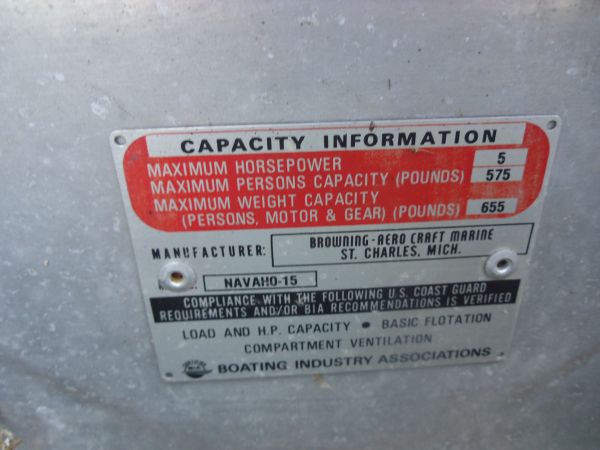 CAPACITY INFORMATION
MAXIMUM HORSEPOWER 5
MAXIMUM PERSONS CAPACITY (POUNDS) 575
MAXIMUM WEIGHT CAPACITY
(PERSONS, MOTOR & GEAR) (POUNDS) 655
MANUFACTURER: BROWNING-AERO CRAFT MARINE
ST. CHARLES, MICH.
NAVAHO-15
COMPLIANCE WITH THE FOLLOWING U.S. COAST GUARD
REQUIREMENTS AND/OR BIA RECOMMENDATIONS IS VERIFIED
LOAD AND H.P. CAPACITY • BASIC FLOTATION
COMPARTMENT VENTILATION
BOATING INDUSTRY ASSOCIATIONS